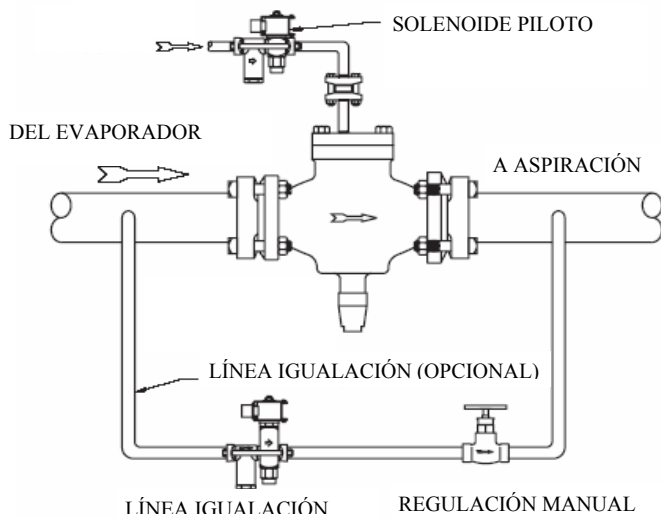 SOLENOIDE PILOTO
DEL EVAPORADOR
A ASPIRACIÓN
LÍNEA IGUALACIÓN (OPCIONAL)
LÍNEA IGUALACIÓN
REGULACIÓN MANUAL